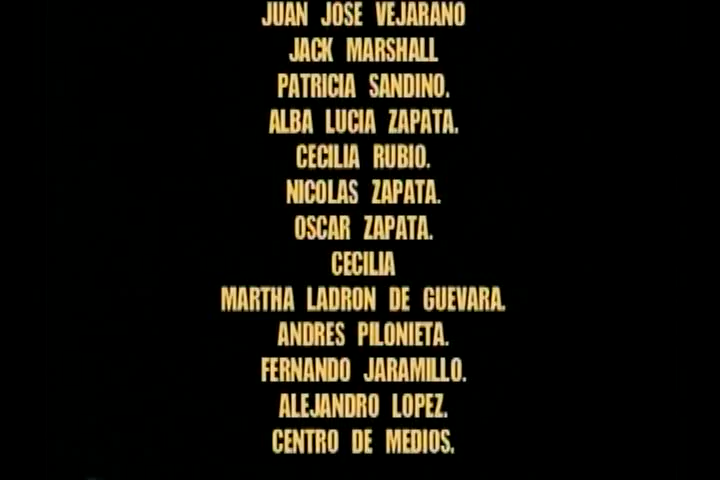 JUAN JOSE VEJARANO
JACK MARSHALL
PATRICIA SANDINO.
ALBA LUCIA ZAPATA.
CECILIA RUBIO.
NICOLAS ZAPATA.
OSCAR ZAPATA.
CECILIA
MARTHA LADRON DE GUEVARA.
ANDRES PILONIETA.
FERNANDO JARAMILLO.
ALEJANDRO LOPEZ.
CENTRO DE MEDIOS.